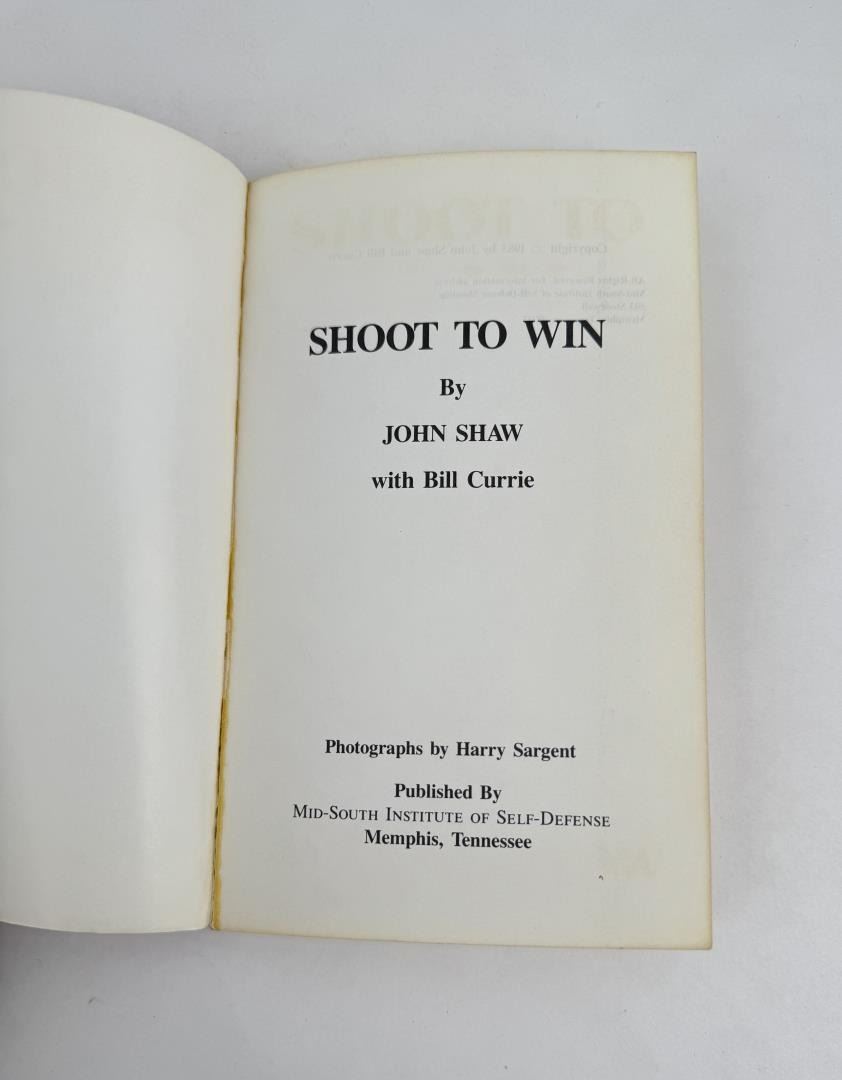 SHOOT TO WIN
By
JOHN SHAW
with Bill Currie
Photographs by Harry Sargent
Published By
MID-SOUTH INSTITUTE OF SELF-DEFENSE
Memphis, Tennessee